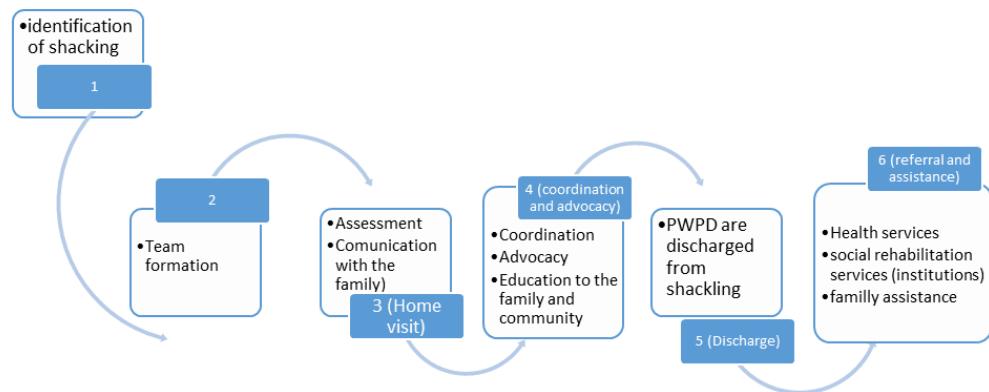 •identification
of shacking
1
2
•Team
formation
•Assessment
•Comunication
with the
family)
3 (Home
visit)
4 (coordination
and advocacy)
•Coordination
•Advocacy
•Education to the
family and
community
•PWPD are
discharged
from
shackling
5 (Discharge)
6 (referral and
assistance)
•Health services
•social rehabilitation
services (institutions)
•familly assistance